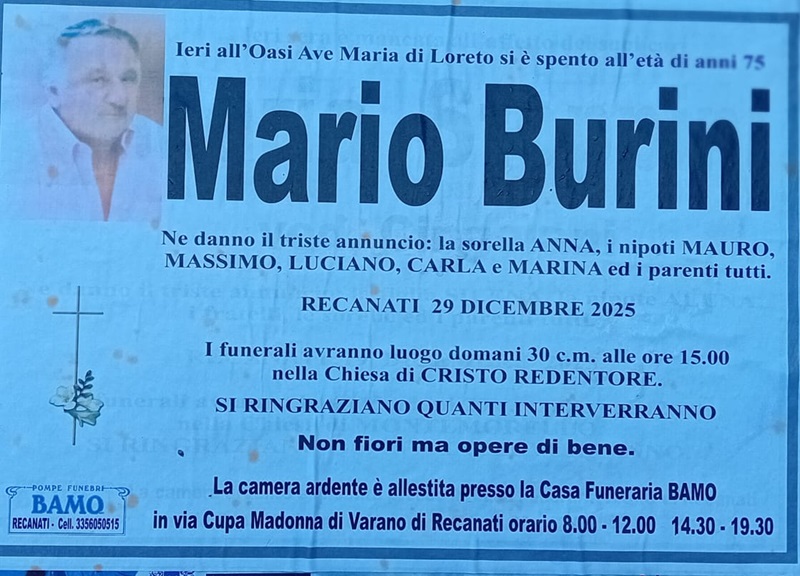 Ieri all'Oasi Ave Maria di Loreto si è spento all'età di anni 75
Mario Burini
Ne danno il triste annuncio: la sorella ANNA, i nipoti MAURO,
MASSIMO, LUCIANO, CARLA e MARINA ed i parenti tutti.
RECANATI 29 DICEMBRE 2025
I funerali avranno luogo domani 30 c.m. alle ore 15.00
nella Chiesa di CRISTO REDENTORE.
SI RINGRAZIANO QUANTI INTERVERRANNO
Non fiori ma opere di bene.
La camera ardente è allestita presso la Casa Funeraria BAMO
in via Cupa Madonna di Varano di Recanati orario 8.00 - 12.00 14.30 - 19.30
POMPE FUNEBRI
BAMO
RECANATI - Cell. 3356050515